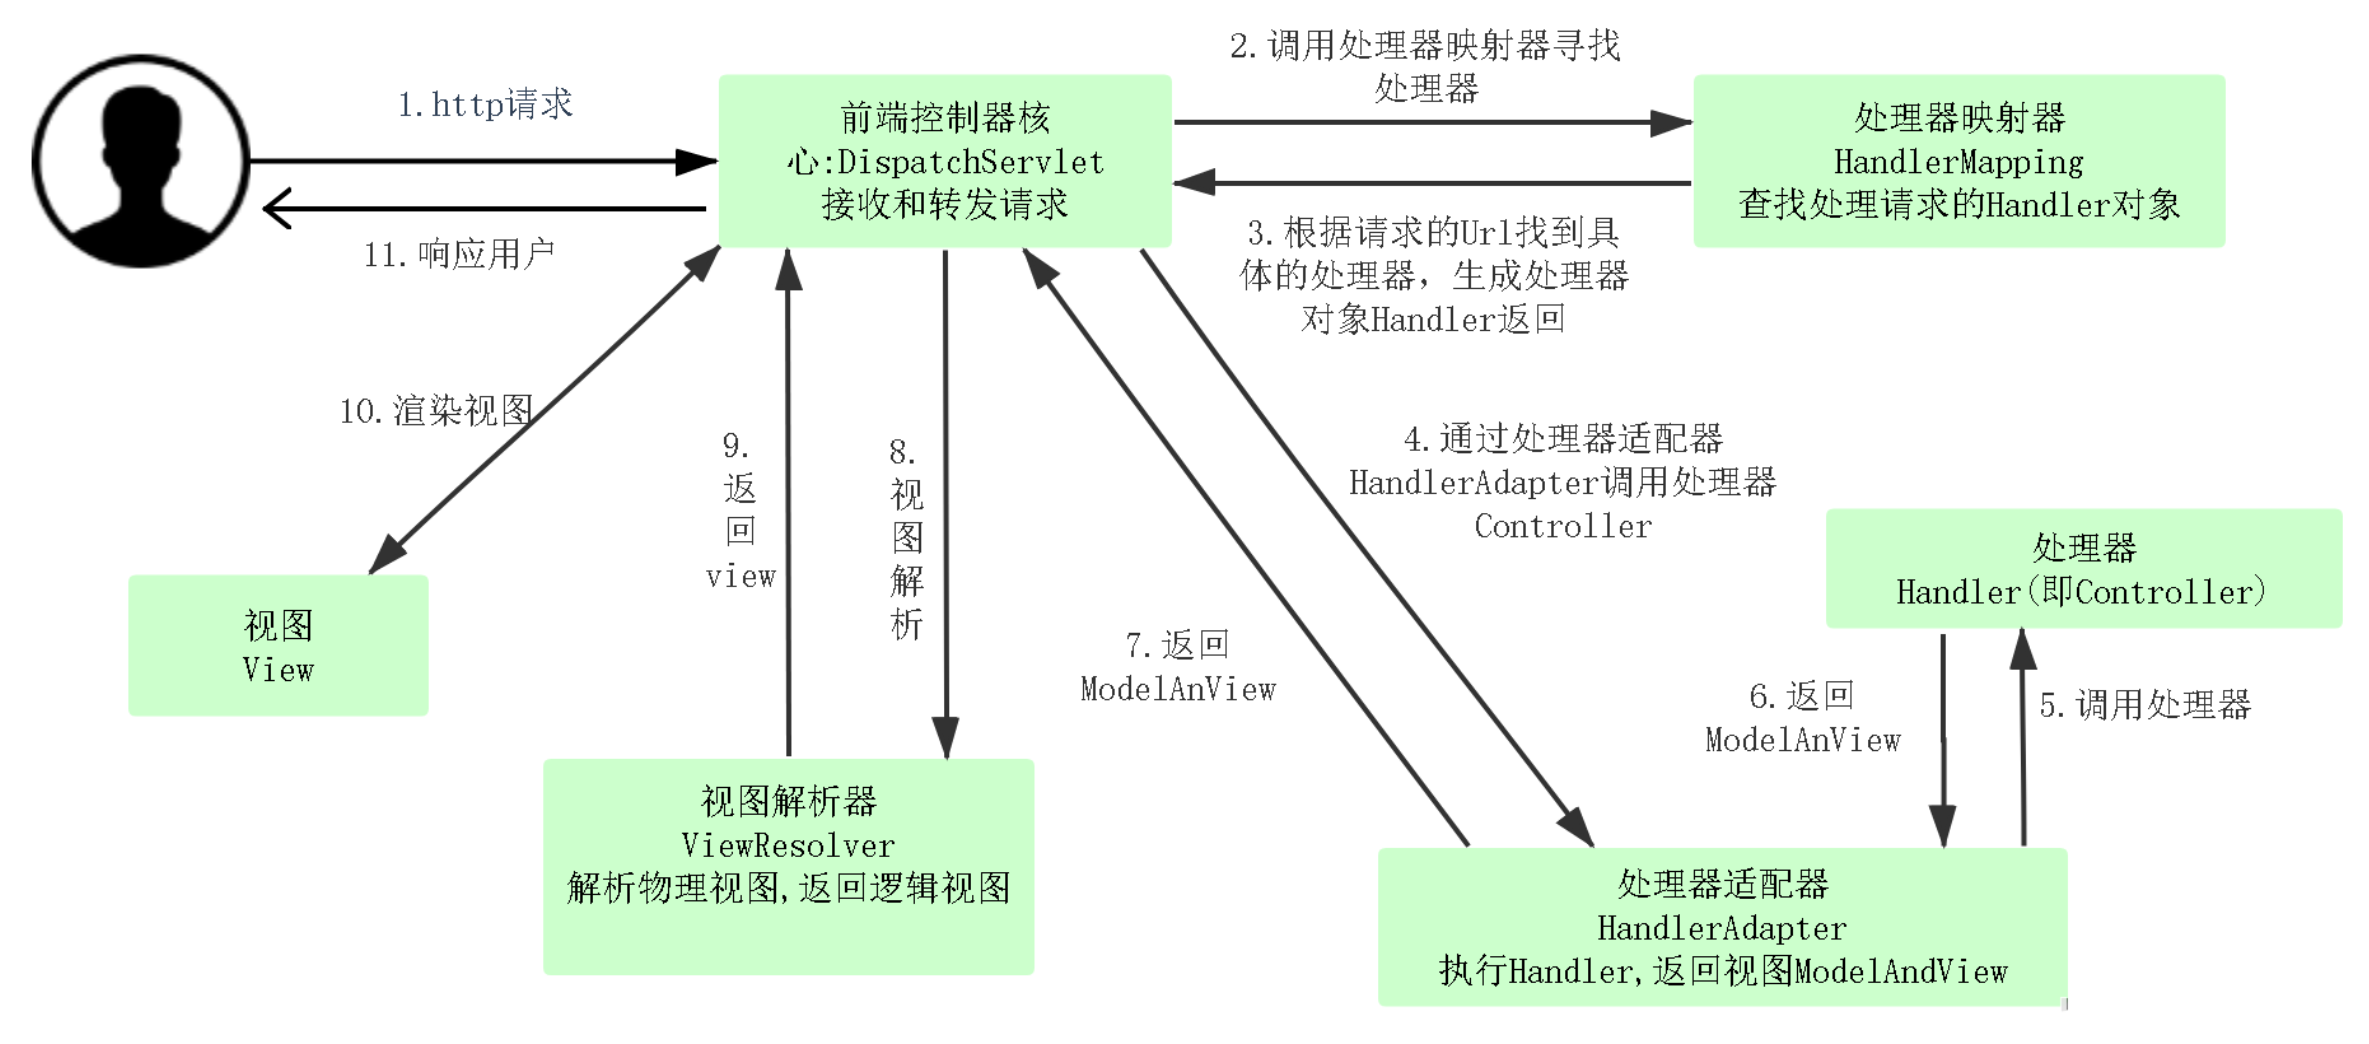 1.http请求
11.响应用户
前端控制器核
心:DispatchServlet
接收和转发请求
2.调用处理器映射器寻找
处理器
处理器映射器
HandlerMapping
查找处理请求的Handler对象
3.根据请求的Url找到具
体的处理器，生成处理器
对象Handler返回
4.通过处理器适配器
HandlerAdapter调用处理器
Controller
处理器
Handler(即Controller)
5.调用处理器
6.返回
ModelAnView
处理器适配器
HandlerAdapter
执行Handler,返回视图ModelAndView
7.返回
ModelAnView
8.
视
图
解
析
视图解析器
ViewResolver
解析物理视图,返回逻辑视图
9.
返
回
view
10.渲染视图
视图
View